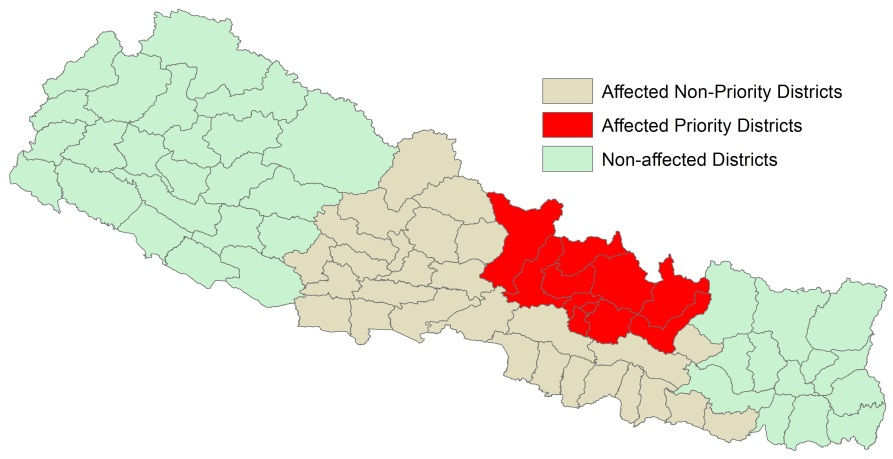 Affected Non-Priority Districts
Affected Priority Districts
Non-affected Districts